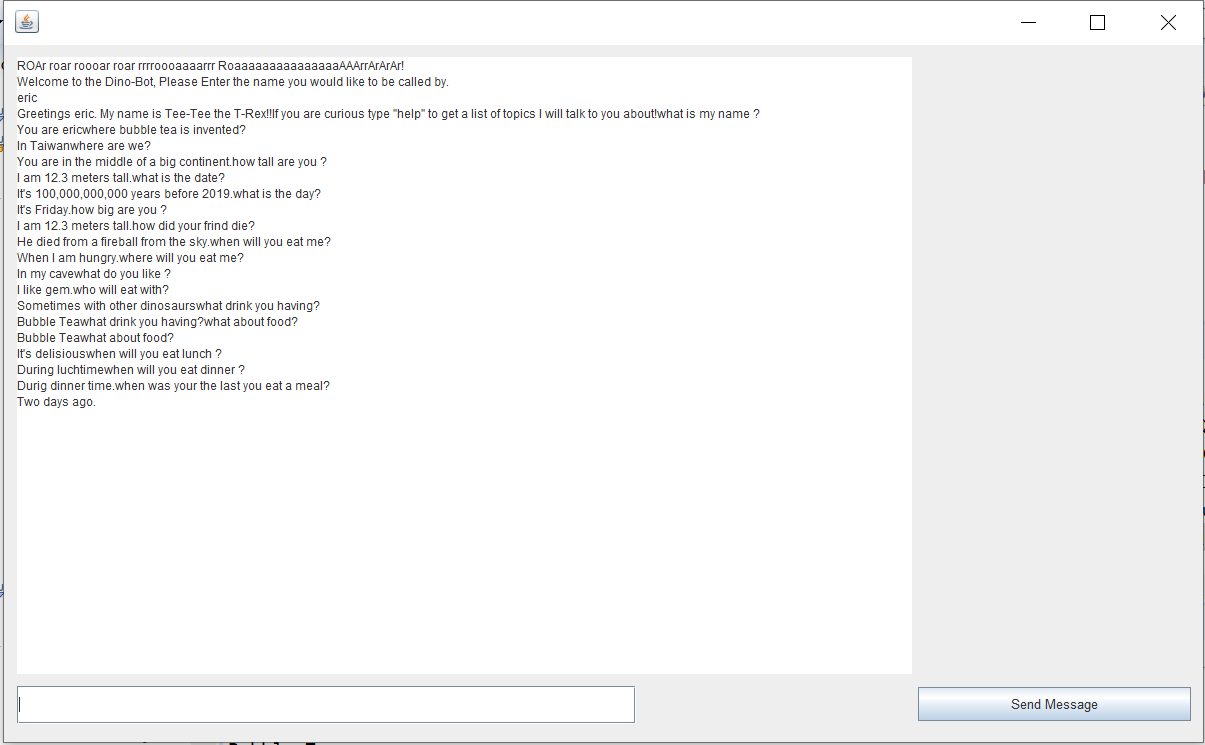 ROAr roar roooar roar rrrroooaaaarrr RoaaaaaaaaaaaaaaaAAArrArArAr!
Welcome to the Dino-Bot, Please Enter the name you would like to be called by.
eric
Greetings eric. My name is Tee-Tee the T-Rex!!If you are curious type "help" to get a list of topics I will talk to you about!what is my name ?
You are ericwhere bubble tea is invented?
In Taiwanwhere are we?
You are in the middle of a big continent.how tall are you ?
I am 12.3 meters tall.what is the date?
It's 100,000,000,000 years before 2019.what is the day?
It's Friday.how big are you ?
I am 12.3 meters tall.how did your frind die?
He died from a fireball from the sky.when will you eat me?
When I am hungry.where will you eat me?
In my cavewhat do you like ?
I like gem.who will eat with?
Sometimes with other dinosaurswhat drink you having?
Bubble Teawhat drink you having?what about food?
Bubble Teawhat about food?
It's delisiouswhen will you eat lunch ?
During luchtimewhen will you eat dinner ?
Durig dinner time.when was your the last you eat a meal?
Two days ago.
Send Message